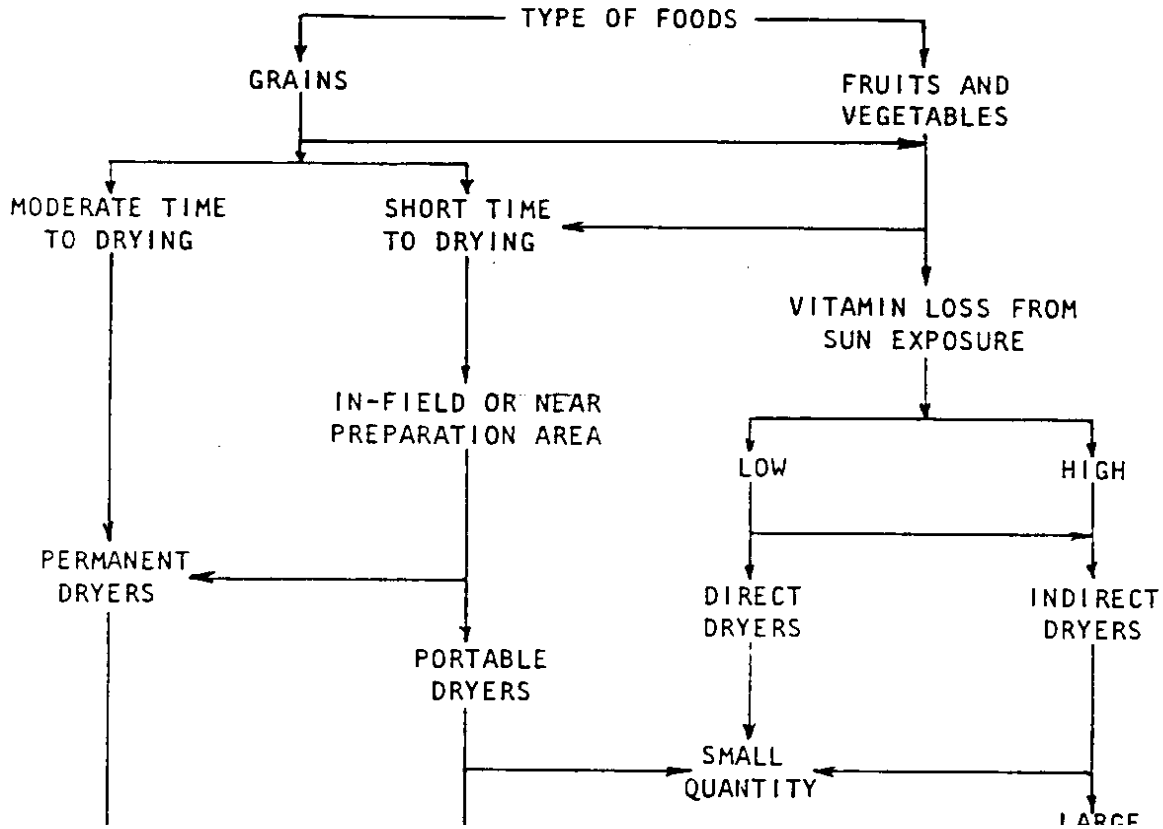 TYPE OF FOODS
GRAINS
FRUITS AND
VEGETABLES
MODERATE TIME
TO DRYING
SHORT TIME
TO DRYING
VITAMIN LOSS FROM
SUN EXPOSURE
IN-FIELD OR NEAR
PREPARATION AREA
LOW
HIGH
PERMANENT
DRYERS
DIRECT
DRYERS
INDIRECT
DRYERS
PORTABLE
DRYERS
SMALL
QUANTITY
LARGE